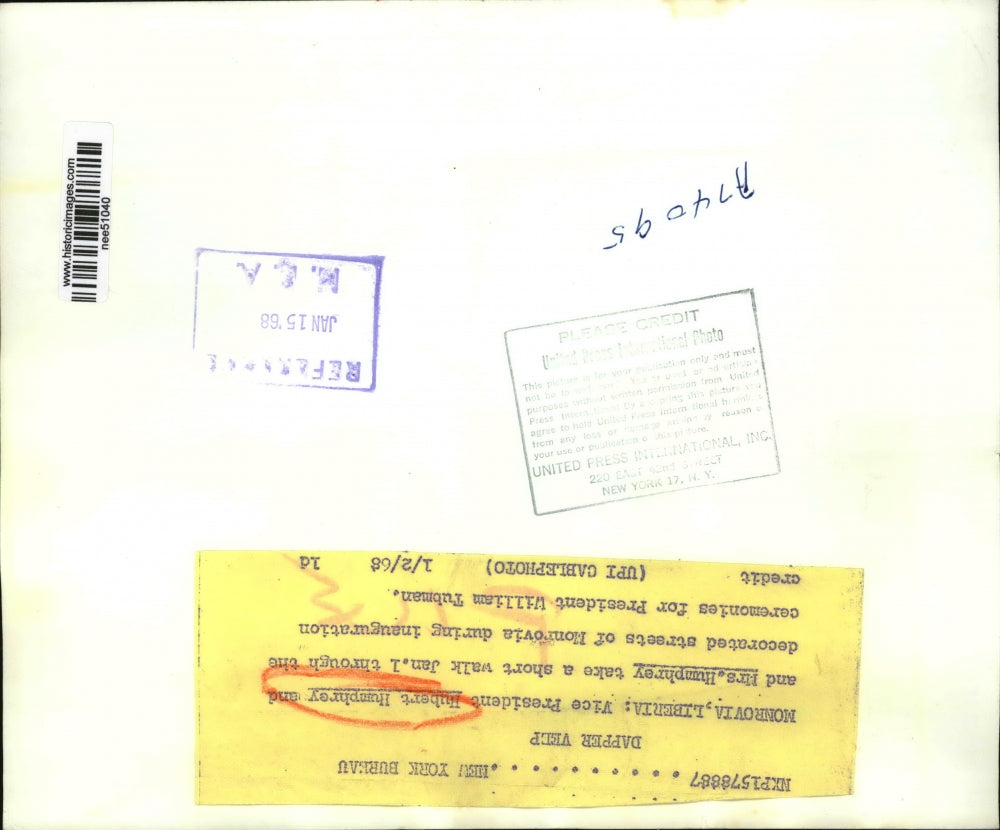 www.historicimages.com
nee51040
A74095
REFERENCE
JAN 15 '68
N.E.A
PLEASE CREDIT
United Press International Photo
This picture is for your publication only and must
not be
purposes without written permission from United
Press International. By accepting this picture you
agree to hold United Press International harmless
from any loss or damage by reason of
your use or publication of this picture.
UNITED PRESS INTERNATIONAL, INC.
220 EAST 42nd STREET
NEW YORK 17, N. Y.
NXP1578887 . . . . . . . . . . . NEW YORK BUREAU
DAPPER VEEP
MONROVIA,LIBERIA: Vice President Hubert Humphrey and
and Mrs.Humphrey take a short walk Jan.1 through the
decorated streets of Monrovia during inauguration
ceremonies for President William Tubman.
credit (UPI CABLEPHOTO) 1/2/68 ld